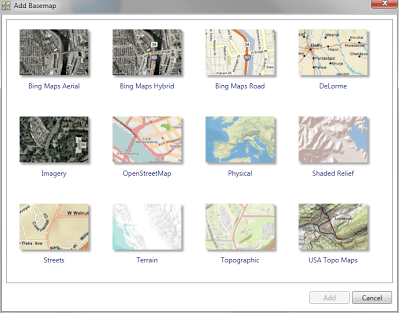 Add Basemap
Bing Maps Aerial
Bing Maps Hybrid
Bing Maps Road
DeLorme
Imagery
OpenStreetMap
Physical
Shaded Relief
W Walnut
Streets
Terrain
Topographic
USA Topo Maps
Add
Cancel